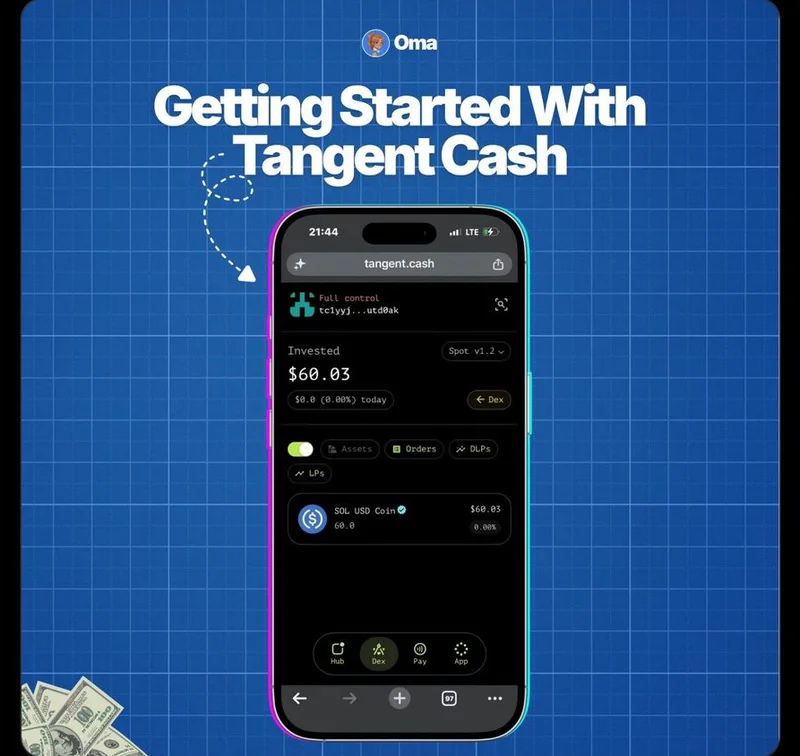 Oma
Getting Started With
Tangent Cash
21:44
LTE
tangent.cash
Full control
tc1yyj...utd0ak
Invested
Spot v1.2
$60.03
$0.0 (0.00%) today
Dex
Assets
Orders
DLPs
LPs
SOL USD Coin
$60.03
60.0
0.00%
Hub
Dex
Pay
App
97
100